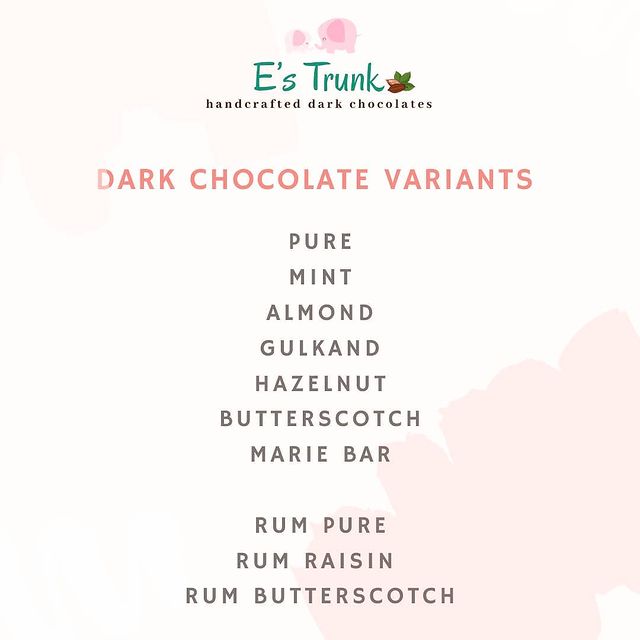 E's Trunk
handcrafted dark chocolates
DARK CHOCOLATE VARIANTS
PURE
MINT
ALMOND
GULKAND
HAZELNUT
BUTTERSCOTCH
MARIE BAR
RUM PURE
RUM RAISIN
RUM BUTTERSCOTCH